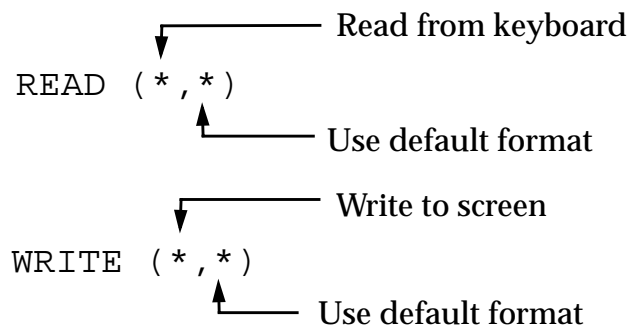 Read from keyboard
READ (*,*)
Use default format
Write to screen
WRITE (*,*)
Use default format